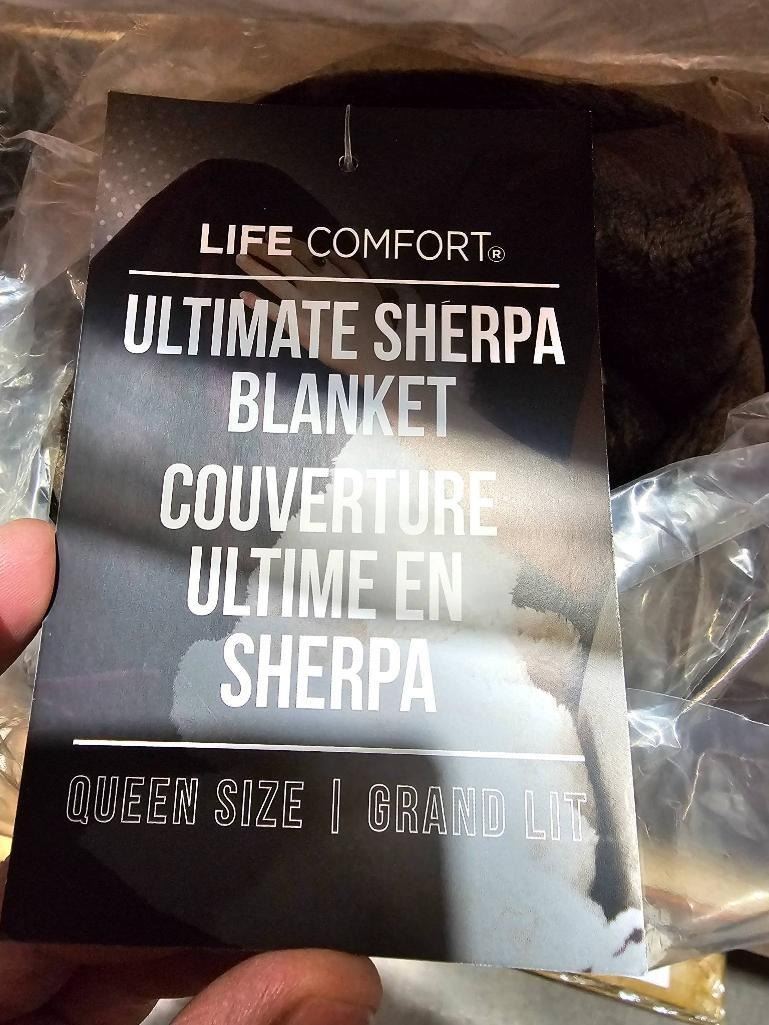 LIFE COMFORT®
ULTIMATE SHERPA
BLANKET
COUVERTURE
ULTIME EN
SHERPA
QUEEN SIZE | GRAND LIT